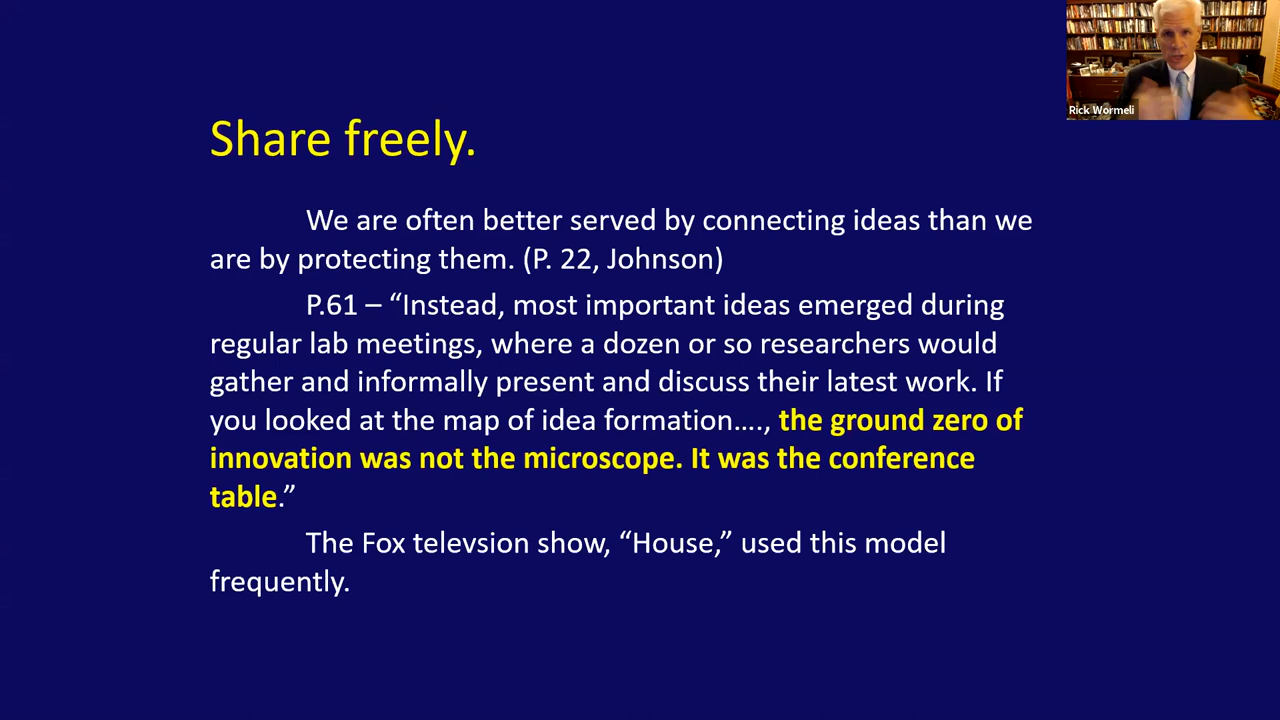 Rick Wormeli
Share freely.
We are often better served by connecting ideas than we
are by protecting them. (P. 22, Johnson)
P.61 – “Instead, most important ideas emerged during
regular lab meetings, where a dozen or so researchers would
gather and informally present and discuss their latest work. If
you looked at the map of idea formation…., the ground zero of
innovation was not the microscope. It was the conference
table.”
The Fox televsion show, “House,” used this model
frequently.